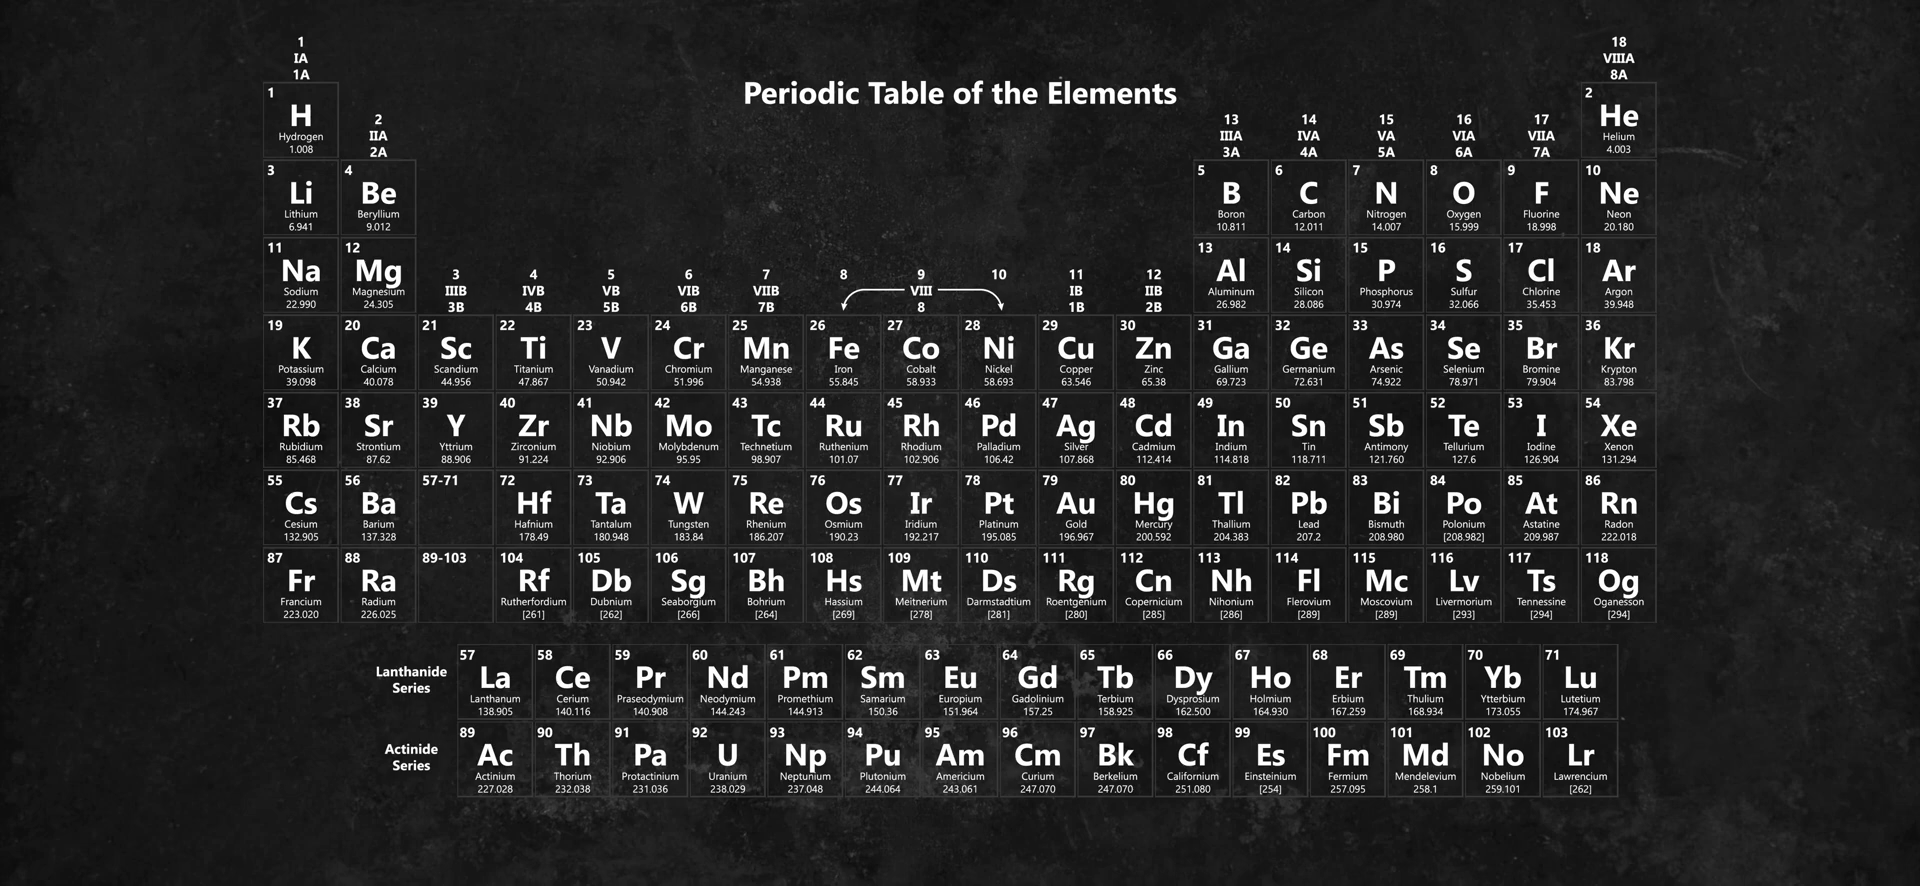 1
IA
1A
18
VIIIA
8A
Periodic Table of the Elements
1
H
Hydrogen
1.008
2
He
Helium
4.003
2
IIA
2A
13
IIIA
3A
14
IVA
4A
15
VA
5A
16
VIA
6A
17
VIIA
7A
3
Li
Lithium
6.941
4
Be
Beryllium
9.012
5
B
Boron
10.811
6
C
Carbon
12.011
7
N
Nitrogen
14.007
8
O
Oxygen
15.999
9
F
Fluorine
18.998
10
Ne
Neon
20.180
11
Na
Sodium
22.990
12
Mg
Magnesium
24.305
3
IIIB
3B
4
IVB
4B
5
VB
5B
6
VIB
6B
7
VIIB
7B
8
9
VIII
8
10
11
IB
1B
12
IIB
2B
13
Al
Aluminum
26.982
14
Si
Silicon
28.086
15
P
Phosphorus
30.974
16
S
Sulfur
32.066
17
Cl
Chlorine
35.453
18
Ar
Argon
39.948
19
K
Potassium
39.098
20
Ca
Calcium
40.078
21
Sc
Scandium
44.956
22
Ti
Titanium
47.867
23
V
Vanadium
50.942
24
Cr
Chromium
51.996
25
Mn
Manganese
54.938
26
Fe
Iron
55.845
27
Co
Cobalt
58.933
28
Ni
Nickel
58.693
29
Cu
Copper
63.546
30
Zn
Zinc
65.38
31
Ga
Gallium
69.723
32
Ge
Germanium
72.631
33
As
Arsenic
74.922
34
Se
Selenium
78.971
35
Br
Bromine
79.904
36
Kr
Krypton
83.798
37
Rb
Rubidium
85.468
38
Sr
Strontium
87.62
39
Y
Yttrium
88.906
40
Zr
Zirconium
91.224
41
Nb
Niobium
92.906
42
Mo
Molybdenum
95.95
43
Tc
Technetium
98.907
44
Ru
Ruthenium
101.07
45
Rh
Rhodium
102.906
46
Pd
Palladium
106.42
47
Ag
Silver
107.868
48
Cd
Cadmium
112.414
49
In
Indium
114.818
50
Sn
Tin
118.711
51
Sb
Antimony
121.760
52
Te
Tellurium
127.6
53
I
Iodine
126.904
54
Xe
Xenon
131.294
55
Cs
Cesium
132.905
56
Ba
Barium
137.328
57-71
72
Hf
Hafnium
178.49
73
Ta
Tantalum
180.948
74
W
Tungsten
183.84
75
Re
Rhenium
186.207
76
Os
Osmium
190.23
77
Ir
Iridium
192.217
78
Pt
Platinum
195.085
79
Au
Gold
196.967
80
Hg
Mercury
200.592
81
Tl
Thallium
204.383
82
Pb
Lead
207.2
83
Bi
Bismuth
208.980
84
Po
Polonium
[208.982]
85
At
Astatine
209.987
86
Rn
Radon
222.018
87
Fr
Francium
223.020
88
Ra
Radium
226.025
89-103
104
Rf
Rutherfordium
[261]
105
Db
Dubnium
[262]
106
Sg
Seaborgium
[266]
107
Bh
Bohrium
[264]
108
Hs
Hassium
[269]
109
Mt
Meitnerium
[278]
110
Ds
Darmstadtium
[281]
111
Rg
Roentgenium
[280]
112
Cn
Copernicium
[285]
113
Nh
Nihonium
[286]
114
Fl
Flerovium
[289]
115
Mc
Moscovium
[289]
116
Lv
Livermorium
[293]
117
Ts
Tennessine
[294]
118
Og
Oganesson
[294]
Lanthanide
Series
57
La
Lanthanum
138.905
58
Ce
Cerium
140.116
59
Pr
Praseodymium
140.908
60
Nd
Neodymium
144.243
61
Pm
Promethium
144.913
62
Sm
Samarium
150.36
63
Eu
Europium
151.964
64
Gd
Gadolinium
157.25
65
Tb
Terbium
158.925
66
Dy
Dysprosium
162.500
67
Ho
Holmium
164.930
68
Er
Erbium
167.259
69
Tm
Thulium
168.934
70
Yb
Ytterbium
173.055
71
Lu
Lutetium
174.967
Actinide
Series
89
Ac
Actinium
227.028
90
Th
Thorium
232.038
91
Pa
Protactinium
231.036
92
U
Uranium
238.029
93
Np
Neptunium
237.048
94
Pu
Plutonium
244.064
95
Am
Americium
243.061
96
Cm
Curium
247.070
97
Bk
Berkelium
247.070
98
Cf
Californium
251.080
99
Es
Einsteinium
[254]
100
Fm
Fermium
257.095
101
Md
Mendelevium
258.1
102
No
Nobelium
259.101
103
Lr
Lawrencium
[262]